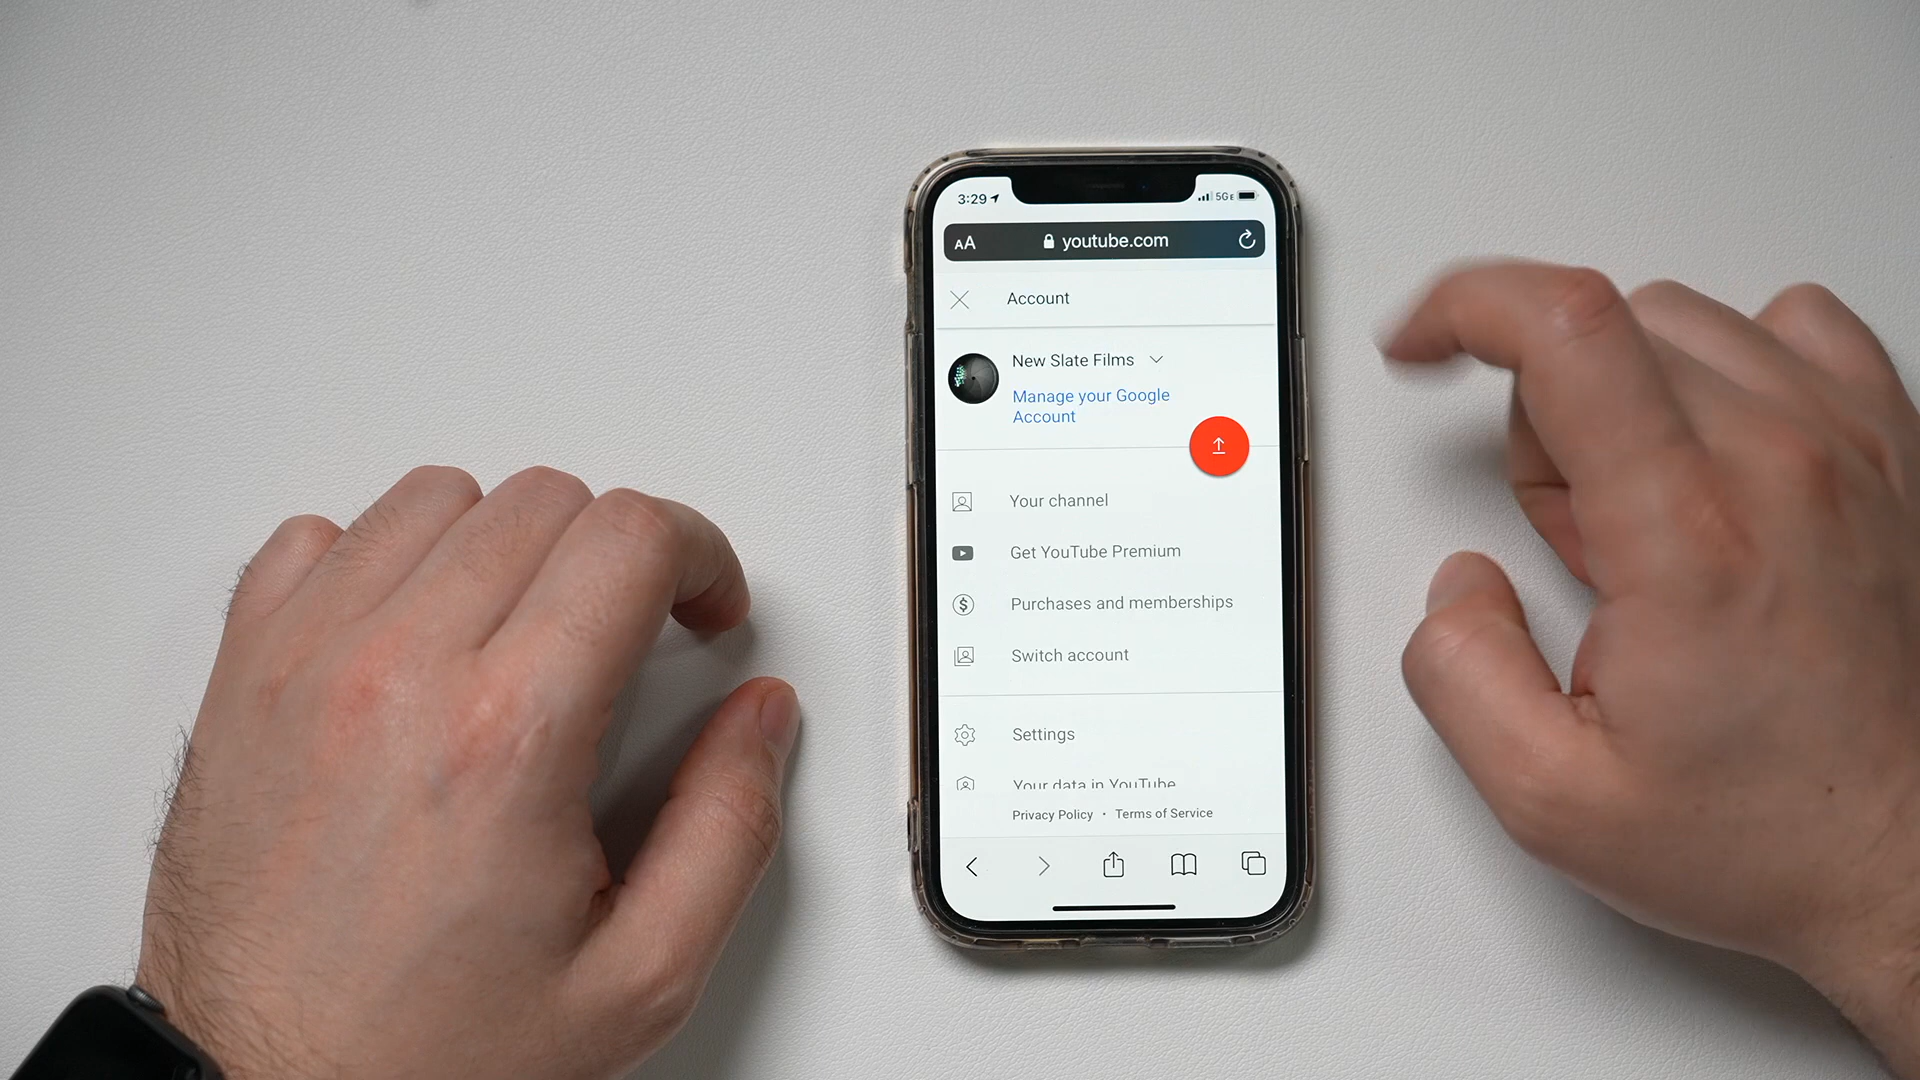 3:29
5GE
AA
youtube.com
Account
New Slate Films
Manage your Google
Account
Your channel
Get YouTube Premium
$
Purchases and memberships
Switch account
Settings
Your data in YouTube
Privacy Policy • Terms of Service